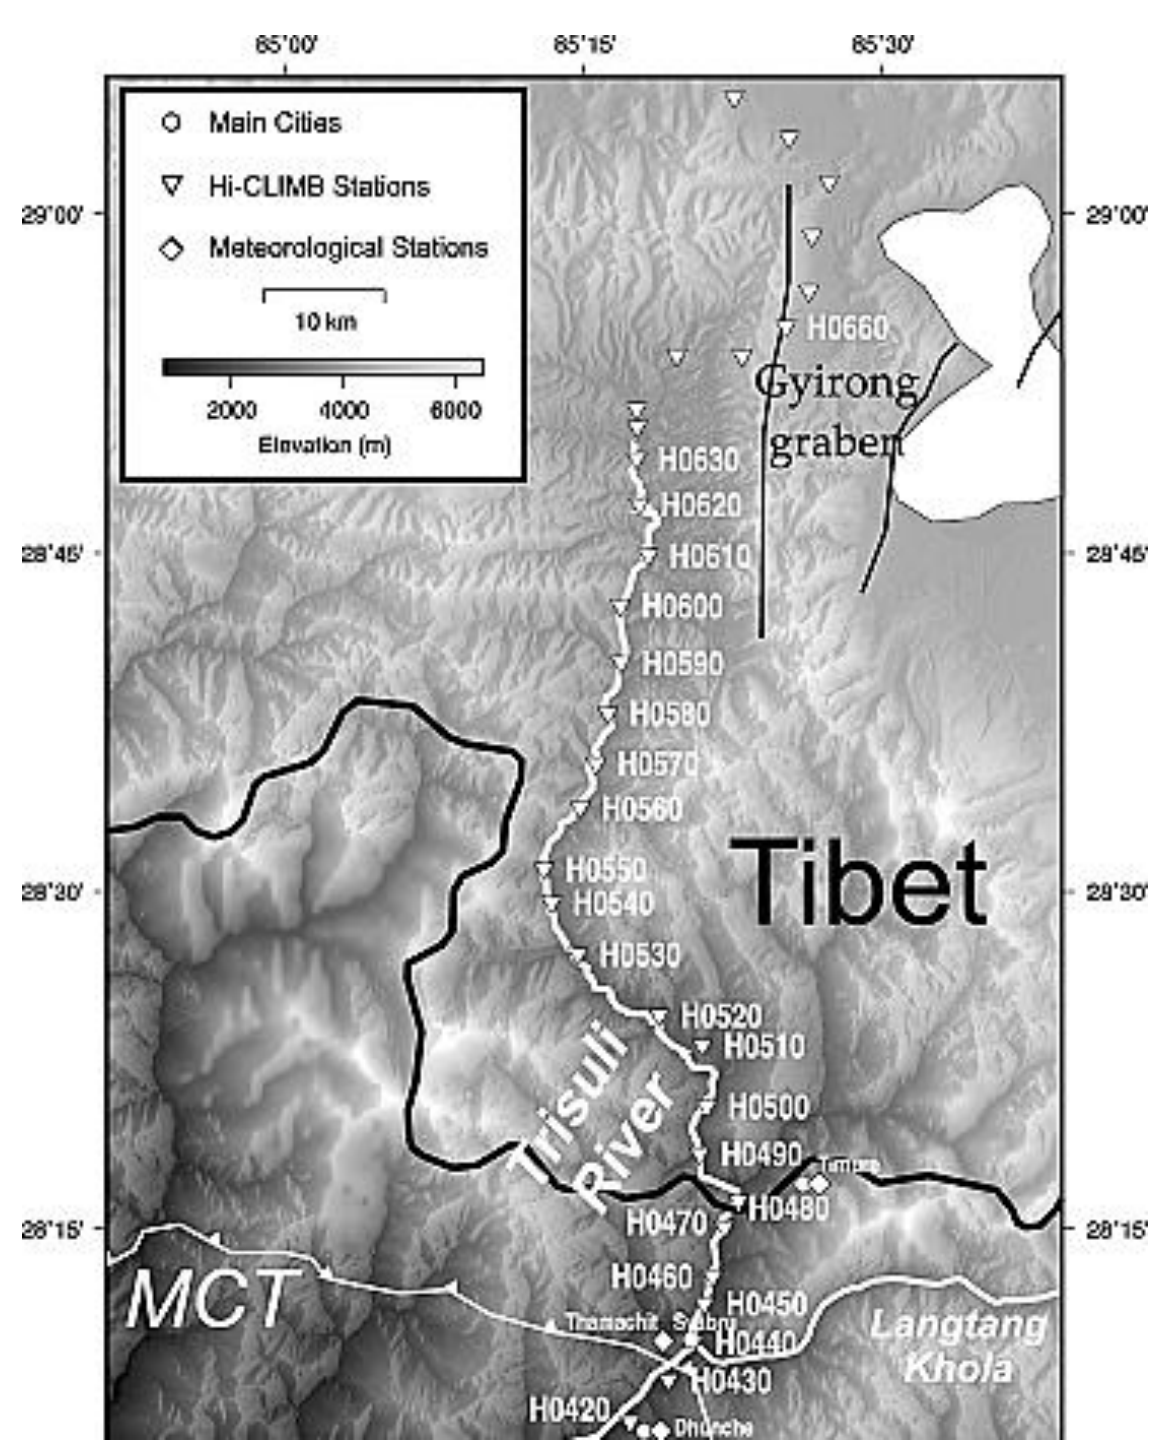 85°00'
85°15'
85°30'
Main Cities
Hi-CLIMB Stations
Meteorological Stations
10 km
2000
4000
6000
Elevation (m)
29°00'
29°00'
H0660
Gyirong
graben
H0630
H0620
28°45'
H0610
28°45'
H0600
H0590
H0580
H0570
H0560
Tibet
H0550
28°30'
H0540
28°30'
H0530
H0520
H0510
Trisuli
River
H0500
H0490
Timure
H0480
H0470
28°15'
28°15'
H0460
MCT
H0450
Thamachit
Syabru
H0440
Langtang
Khola
H0430
H0420
Dhunche